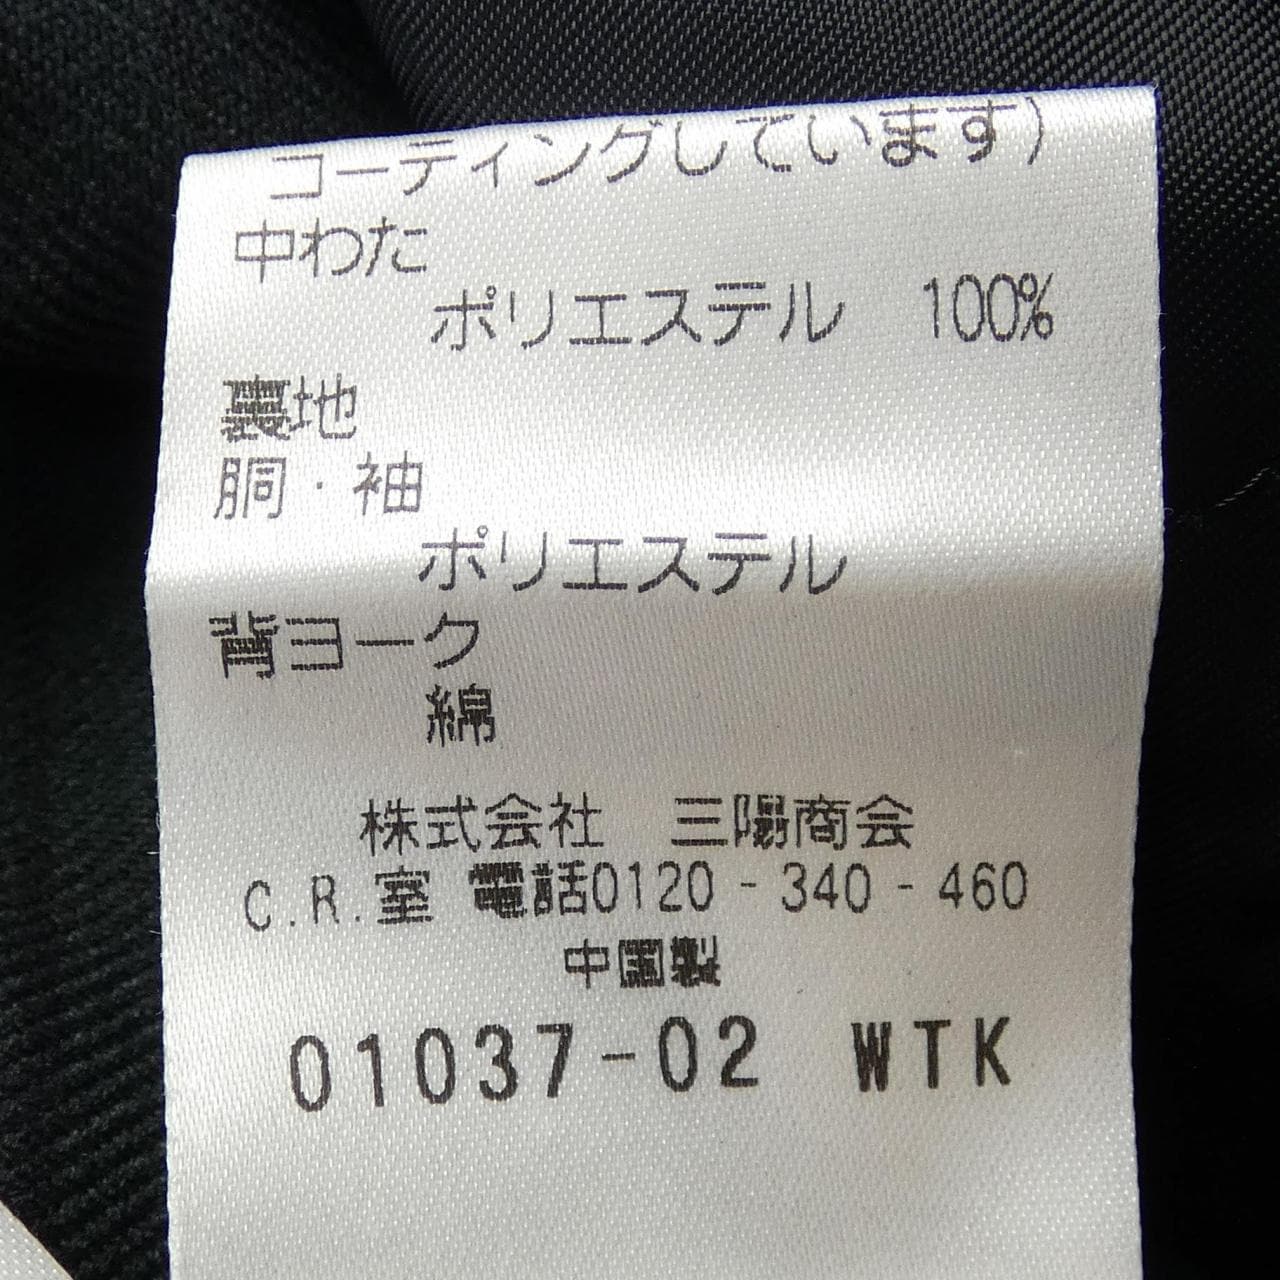 コーティングしています)
中わた
ポリエステル 100%
裏地
胴・袖
ポリエステル
背ヨーク
綿
株式会社 三陽商会
C.R.室 電話0120-340-460
中国製
01037-02 WTK